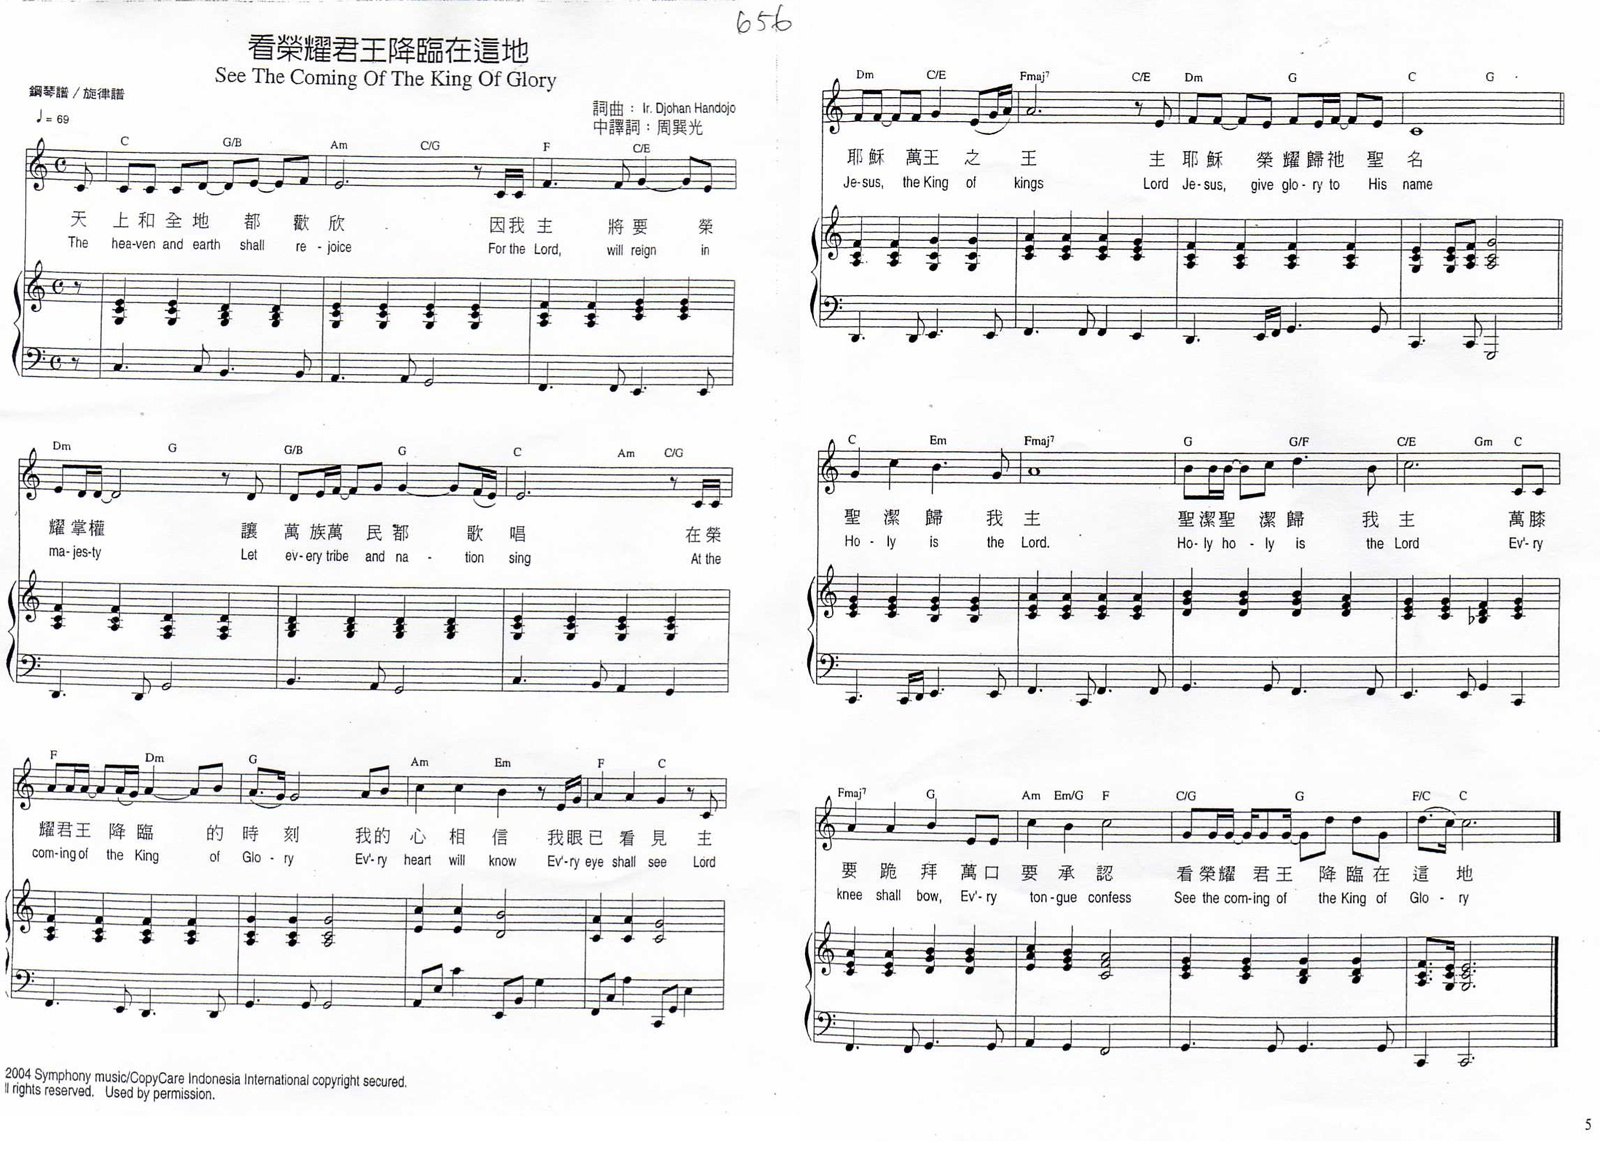 656
看榮耀君王降臨在這地
See The Coming Of The King Of Glory
鋼琴譜 / 旋律譜
♩= 69
詞曲： Ir. Djohan Handojo
中譯詞：周巽光
C G/B Am C/G F C/E
天 上和全地 都 歡 欣 因我主 將要 榮
The hea-ven and earth shall re - joice For the Lord, will reign in
Dm G G/B G C Am C/G
耀掌權 讓 萬族萬 民都 歌 唱 在榮
ma- jes-ty Let ev-ery tribe and na - tion sing At the
F Dm G Am Em F C
耀君王 降 臨 的 時 刻 我的 心 相 信 我眼已 看 見 主
com-ing of the King of Glo - ry Ev'-ry heart will know Ev'-ry eye shall see Lord
2004 Symphony music/CopyCare Indonesia International copyright secured.
ll rights reserved. Used by permission.
Dm C/E Fmaj7 C/E Dm G C G
耶穌 萬王 之 王 主 耶穌 榮耀歸祂 聖名
Je-sus, the King of kings Lord Je-sus, give glo-ry to His name
C Em Fmaj7 G G/F C/E Gm C
聖 潔 歸 我 主 聖潔聖 潔 歸 我 主 萬膝
Ho - ly is the Lord. Ho-ly ho - ly is the Lord Ev'-ry
Fmaj7 G Am Em/G F C/G G F/C C
要 跪 拜 萬口 要 承 認 看榮耀 君王 降臨在 這 地
knee shall bow, Ev'-ry ton-gue confess See the com-ing of the King of Glo - ry
5